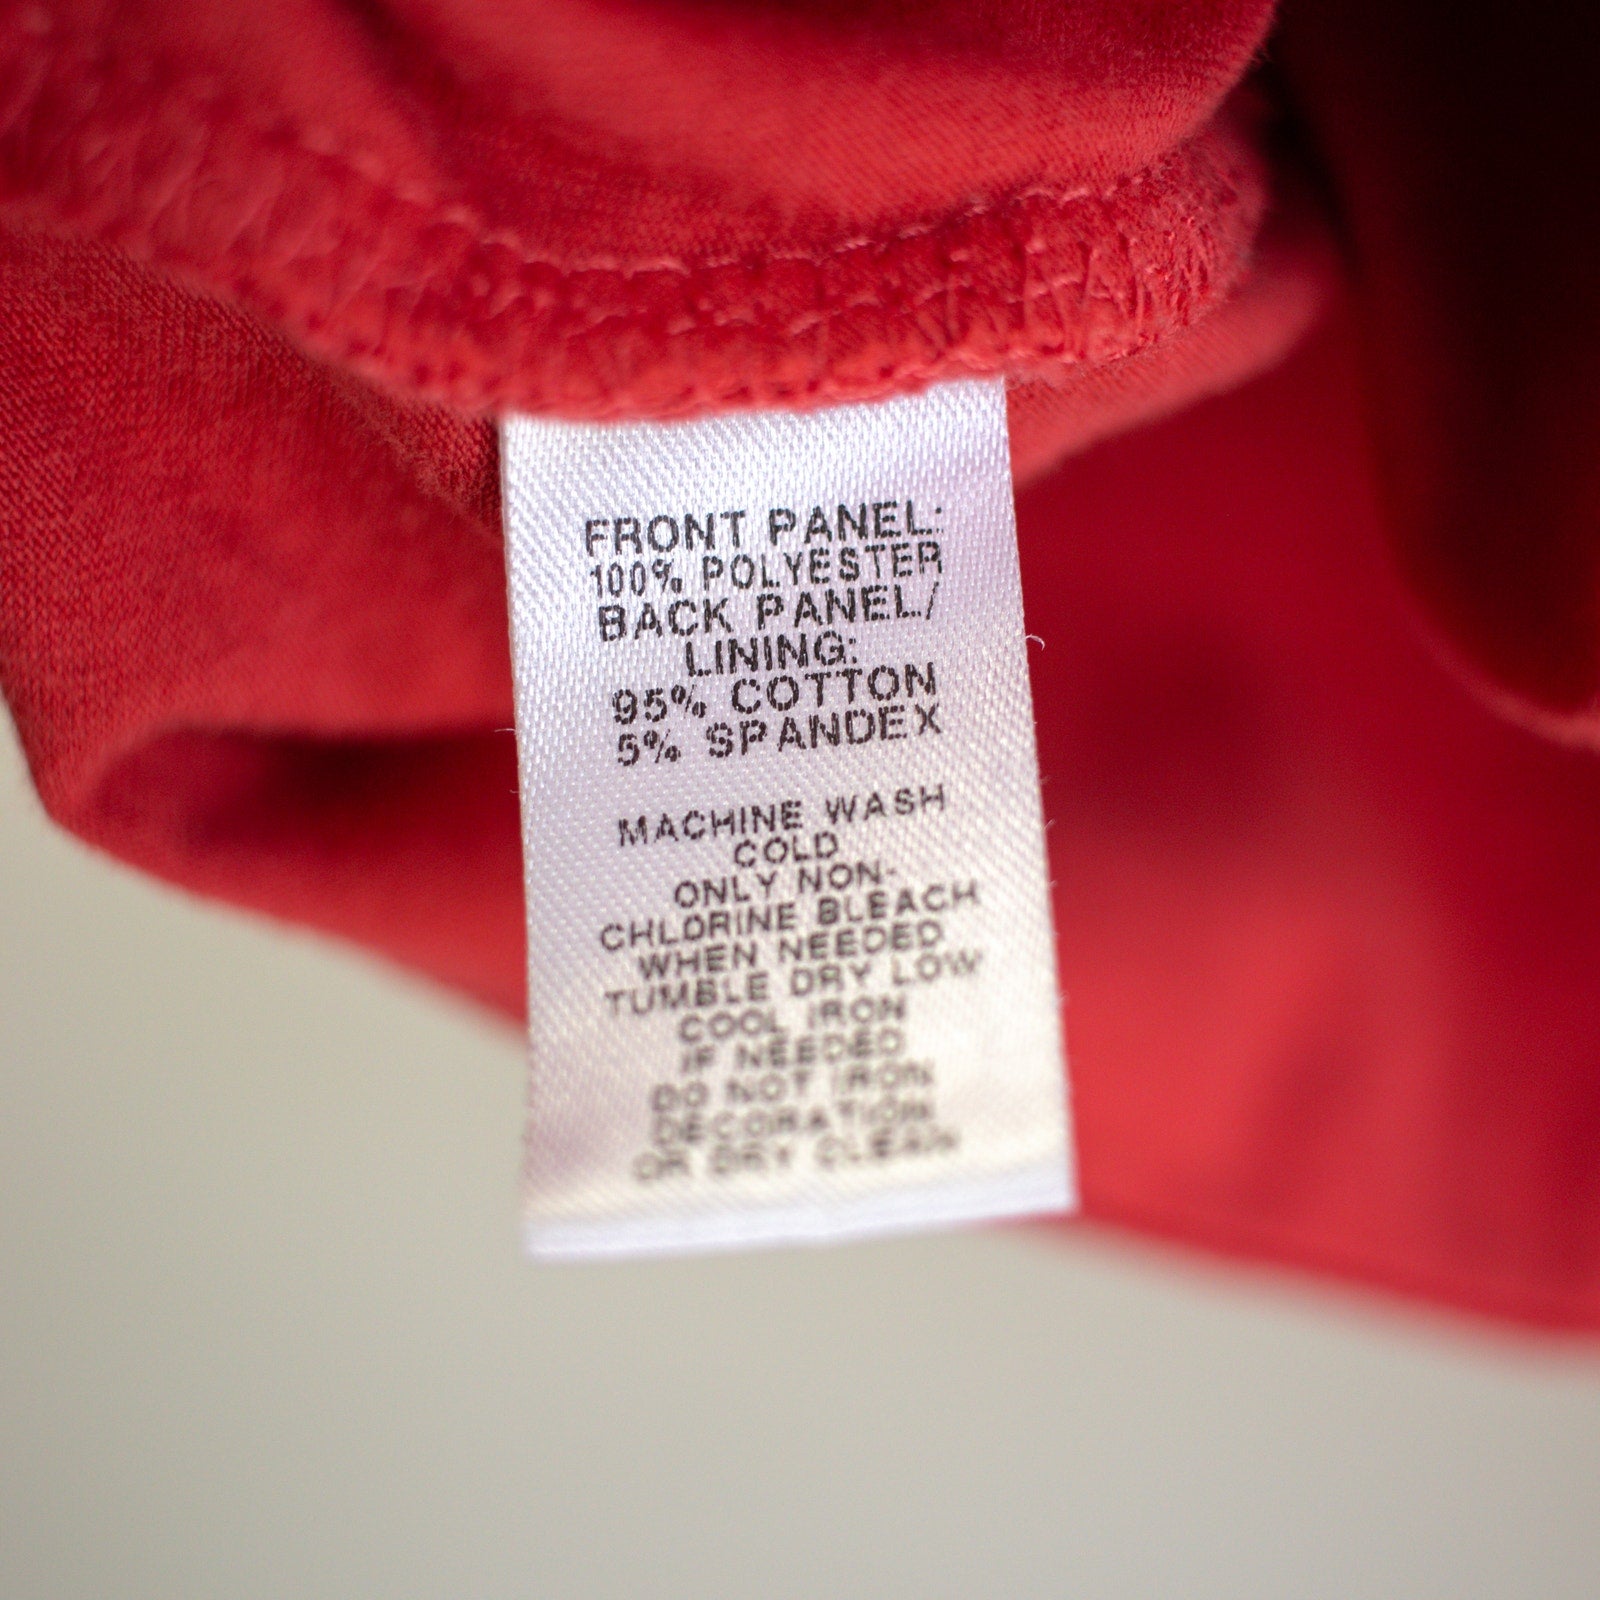 FRONT PANEL:
100% POLYESTER
BACK PANEL/
LINING:
95% COTTON
5% SPANDEX
MACHINE WASH
COLD
ONLY NON-
CHLORINE BLEACH
WHEN NEEDED
TUMBLE DRY LOW
COOL IRON
IF NEEDED
DO NOT IRON
DECORATION
OR DRY CLEAN